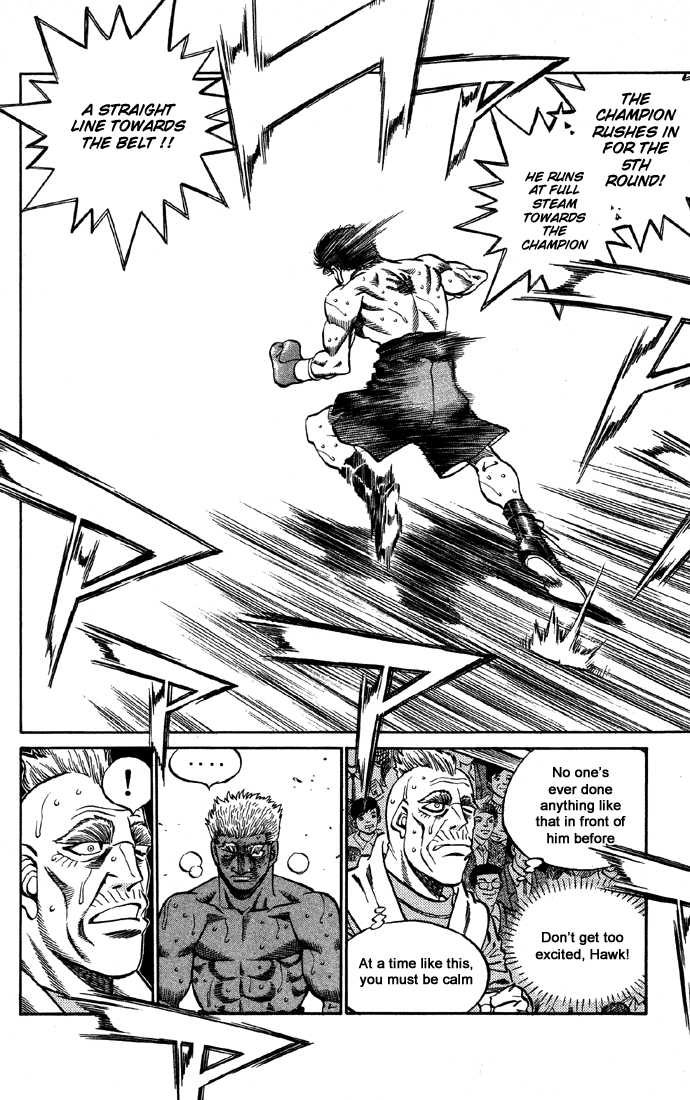 THE
CHAMPION
RUSHES IN
FOR THE
5TH
ROUND!
HE RUNS
AT FULL
STEAM
TOWARDS
THE
CHAMPION
A STRAIGHT
LINE TOWARDS
THE BELT !!
No one's
ever done
anything like
that in front of
him before
Don't get too
excited, Hawk!
At a time like this,
you must be calm
....
!